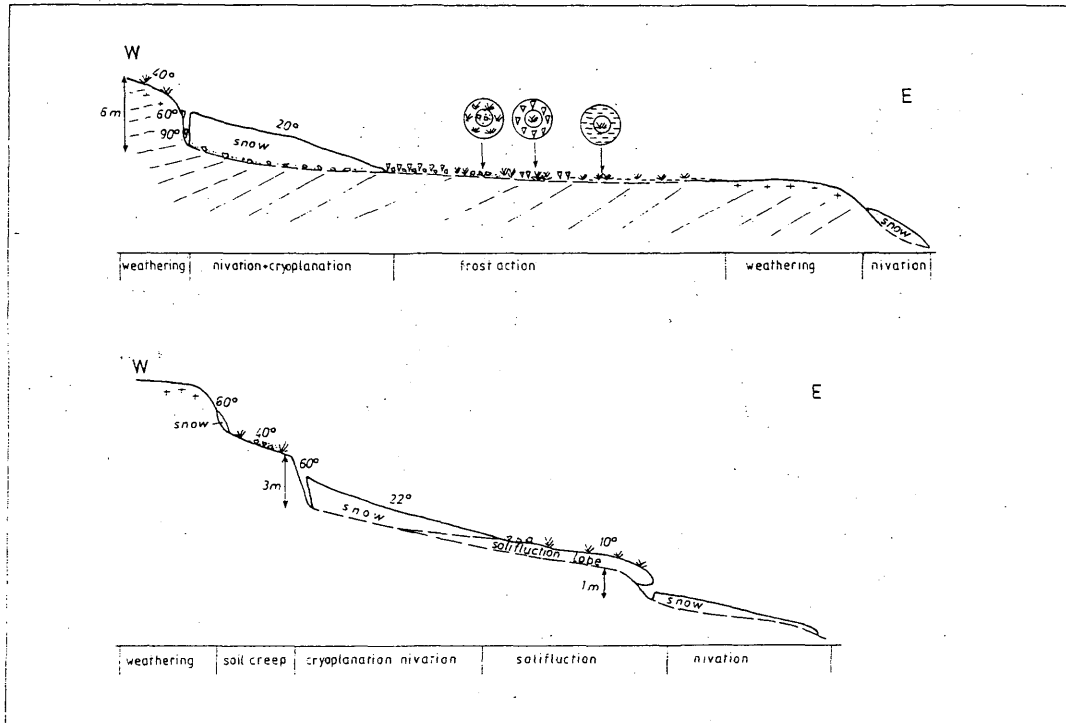 W
E
40°
6m
60°
90°
20°
snow
snow
weathering
nivation+cryoplanation
frost action
weathering
nivation
W
E
60°
snow
40°
60°
3m
22°
snow
10°
solifluction lobe
1m
snow
weathering
soil creep
cryoplanation nivation
solifluction
nivation